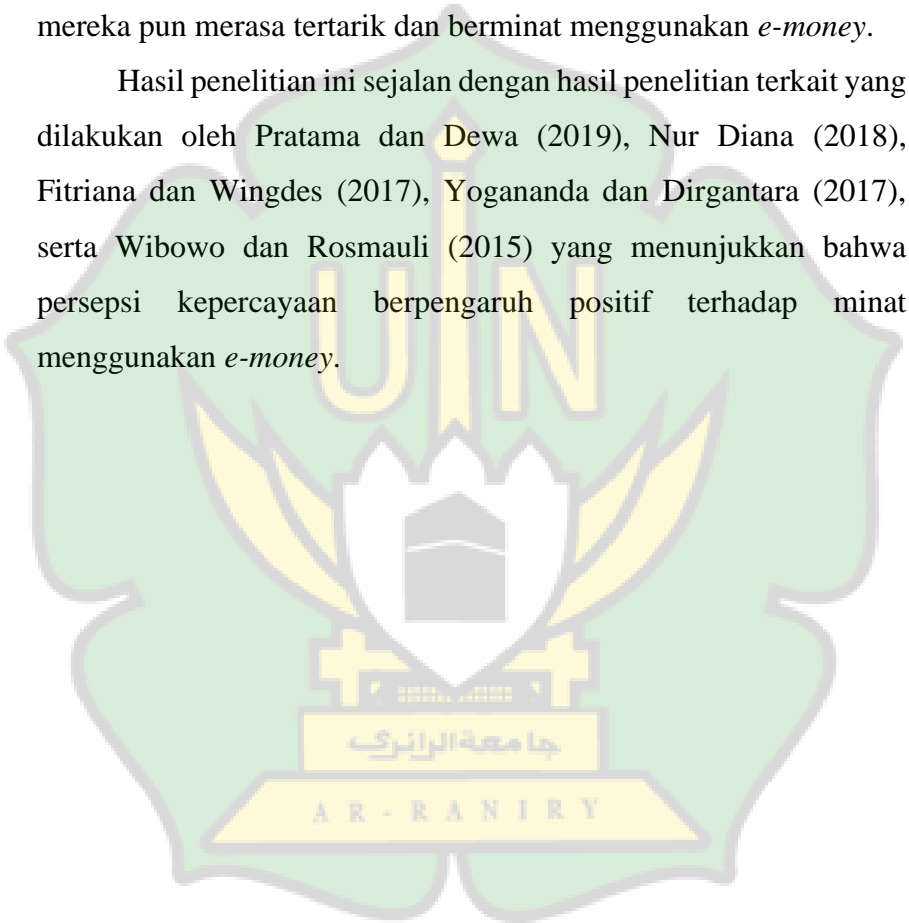 mereka pun merasa tertarik dan berminat menggunakan e-money.
Hasil penelitian ini sejalan dengan hasil penelitian terkait yang
dilakukan oleh Pratama dan Dewa (2019), Nur Diana (2018),
Fitriana dan Wingdes (2017), Yogananda dan Dirgantara (2017),
serta Wibowo dan Rosmauli (2015) yang menunjukkan bahwa
persepsi kepercayaan berpengaruh positif terhadap minat
menggunakan e-money.
UIN
جامعة الرانري
AR-RANIRY